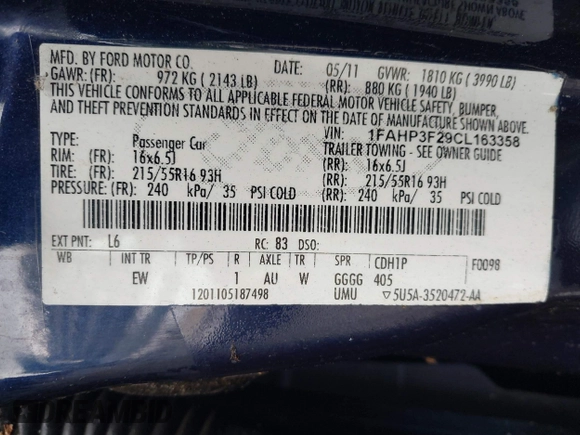 MFD. BY FORD MOTOR CO.
DATE: 05/11 GVWR: 1810 KG ( 3990 LB)
GAWR: (FR): 972 KG ( 2143 LB) (RR): 880 KG ( 1940 LB)
THIS VEHICLE CONFORMS TO ALL APPLICABLE FEDERAL MOTOR VEHICLE SAFETY, BUMPER,
AND THEFT PREVENTION STANDARDS IN EFFECT ON THE DATE OF MANUFACTURE SHOWN ABOVE.
VIN: 1FAHP3F29CL163358
TYPE: Passenger Car TRAILER TOWING - SEE OWNER GUIDE
RIM: (FR): 16x6.5J (RR): 16x6.5J
TIRE: (FR): 215/55R16 93H (RR): 215/55R16 93H
PRESSURE: (FR): 240 kPa/ 35 PSI COLD (RR): 240 kPa/ 35 PSI COLD
EXT PNT: L6 RC: 83 DSO:
WB INT TR TP/PS R AXLE TR SPR CDH1P F0098
EW 1 AU W GGGG 405
1201105187498 UMU ▽5U5A-3520472-AA